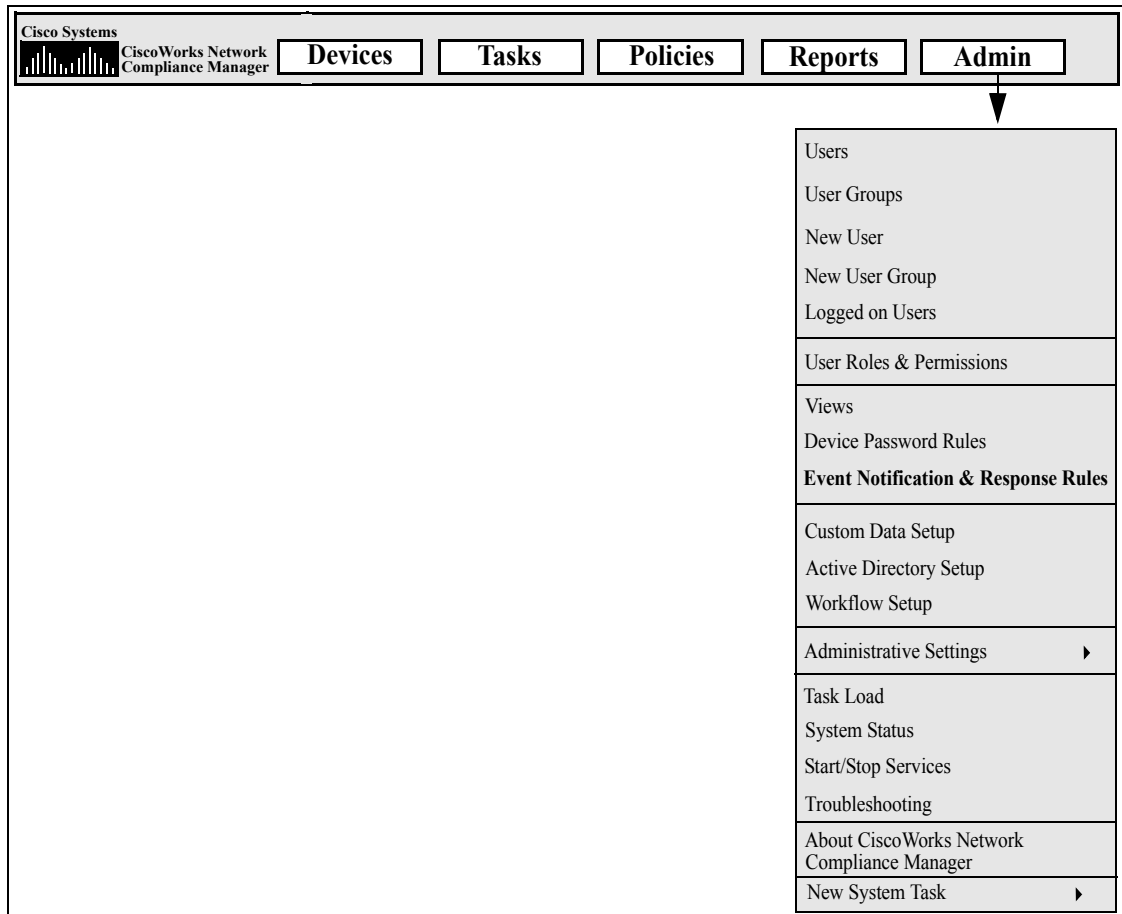 Cisco Systems
CiscoWorks Network
Compliance Manager
Devices
Tasks
Policies
Reports
Admin
Users
User Groups
New User
New User Group
Logged on Users
User Roles & Permissions
Views
Device Password Rules
Event Notification & Response Rules
Custom Data Setup
Active Directory Setup
Workflow Setup
Administrative Settings
Task Load
System Status
Start/Stop Services
Troubleshooting
About CiscoWorks Network
Compliance Manager
New System Task